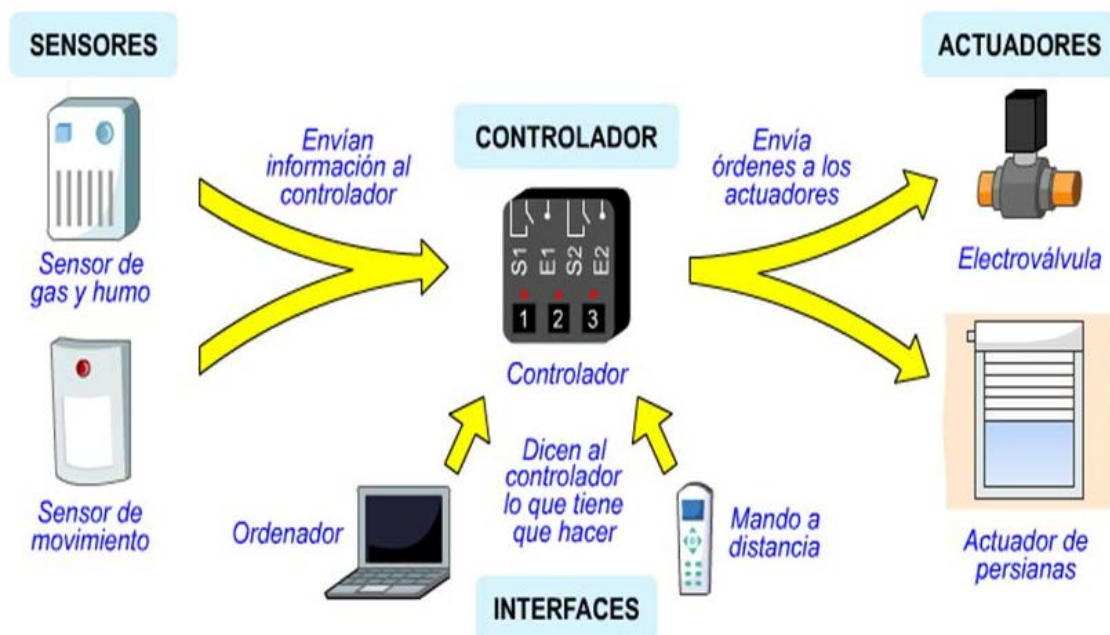 SENSORES
Sensor de
gas y humo
Sensor de
movimiento
Envían
información al
controlador
CONTROLADOR
S1
E1
S2
E2
1
2
3
Controlador
Envía
órdenes a los
actuadores
ACTUADORES
Electroválvula
Actuador de
persianas
Ordenador
Dicen al
controlador
lo que tiene
que hacer
Mando a
distancia
INTERFACES